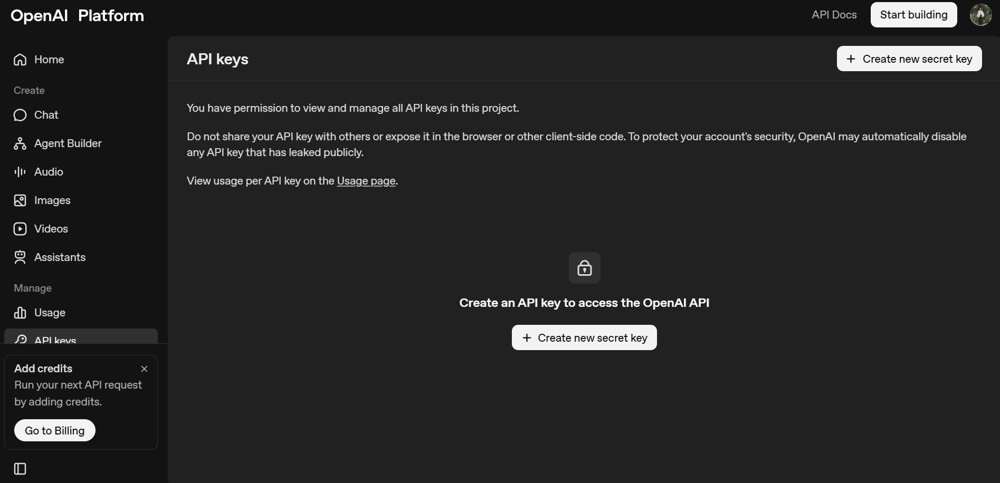 OpenAI Platform
API Docs
Start building
Home
Create
Chat
Agent Builder
Audio
Images
Videos
Assistants
Manage
Usage
API keys
Add credits
Run your next API request
by adding credits.
Go to Billing
API keys
+ Create new secret key
You have permission to view and manage all API keys in this project.
Do not share your API key with others or expose it in the browser or other client-side code. To protect your account's security, OpenAI may automatically disable
any API key that has leaked publicly.
View usage per API key on the Usage page.
Create an API key to access the OpenAI API
+ Create new secret key